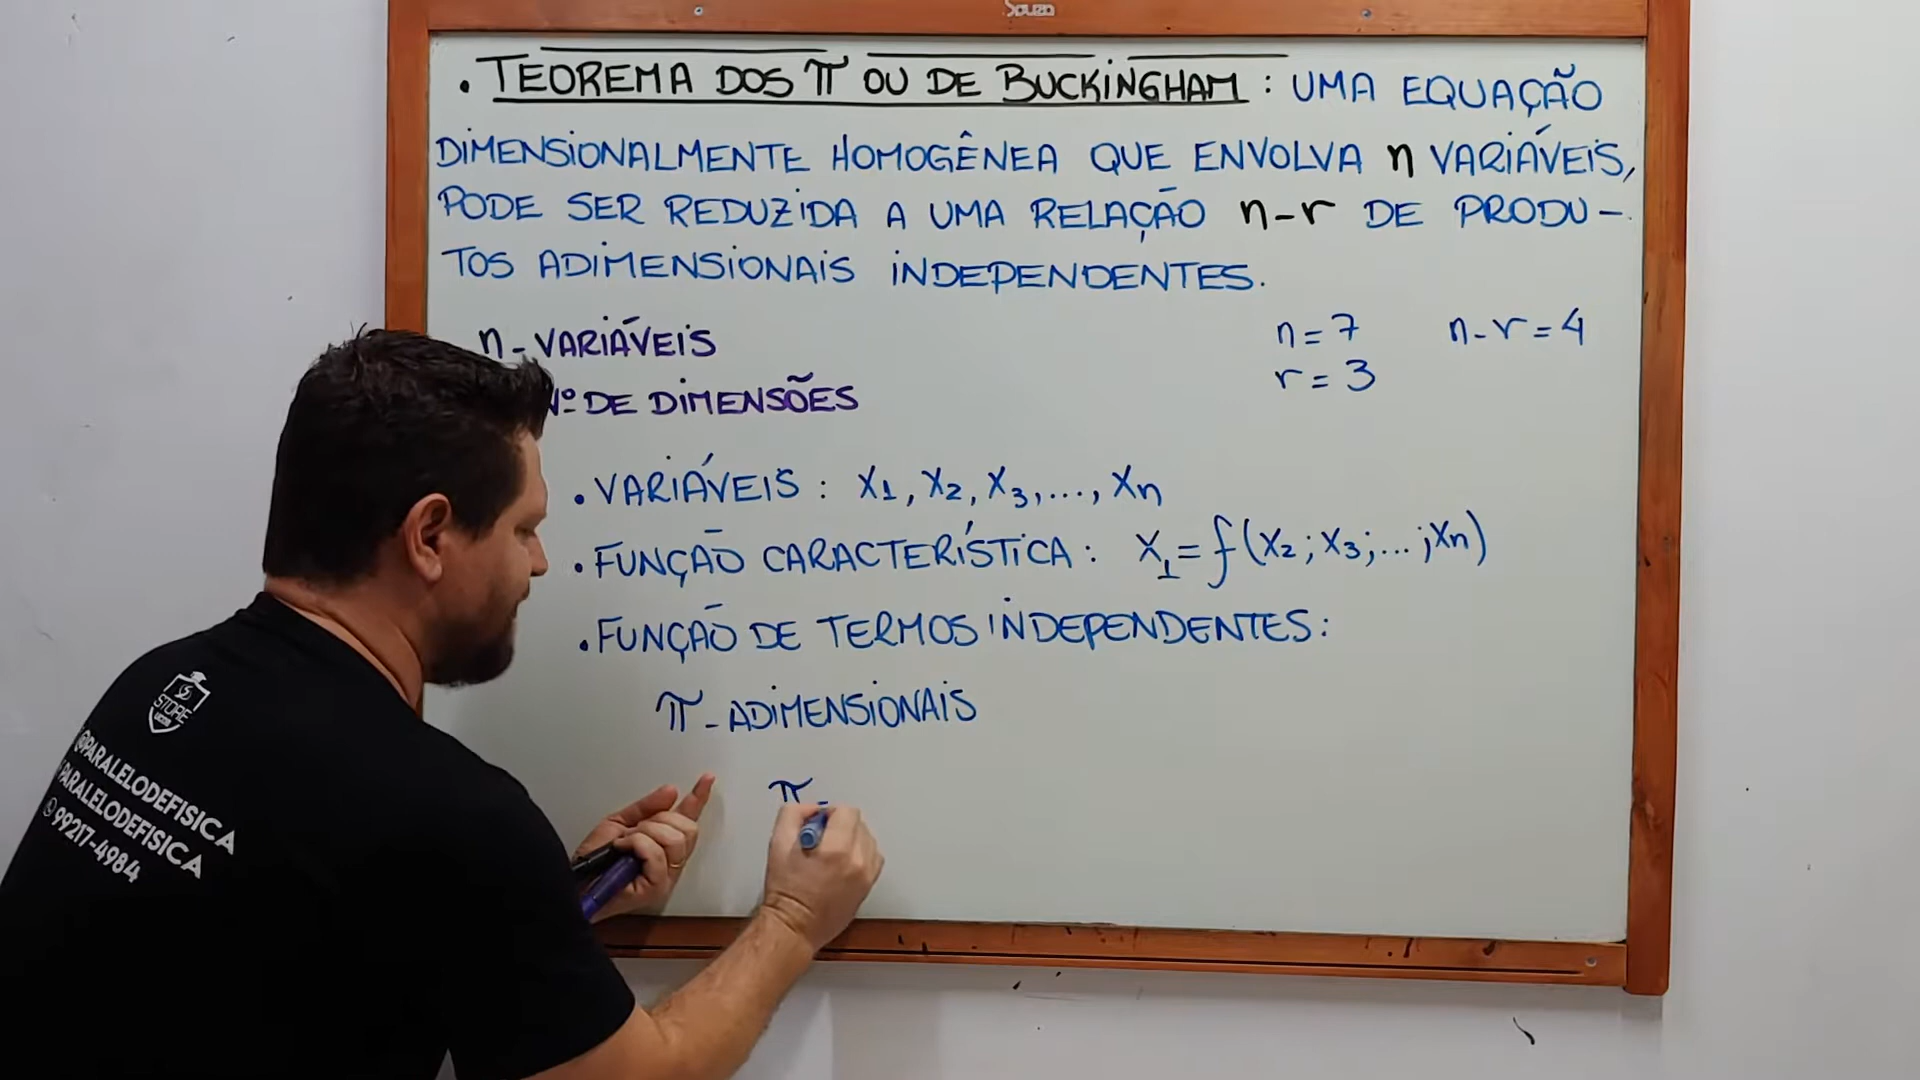 Souza
. TEOREMA DOS π OU DE BUCKINGHAM : UMA EQUAÇÃO
DIMENSIONALMENTE HOMOGÊNEA QUE ENVOLVA n VARIÁVEIS,
PODE SER REDUZIDA A UMA RELAÇÃO n-r DE PRODU-
TOS ADIMENSIONAIS INDEPENDENTES.
n - VARIÁVEIS
n = 7 n - r = 4
Nº DE DIMENSÕES
r = 3
. VARIÁVEIS : X1, X2, X3,..., Xn
. FUNÇÃO CARACTERÍSTICA : X1 = f(X2 ; X3 ;... ; Xn)
. FUNÇÃO DE TERMOS INDEPENDENTES :
π - ADIMENSIONAIS
π
STORE
@PARALELODEFISICA
PARALELODEFISICA
99217-4984